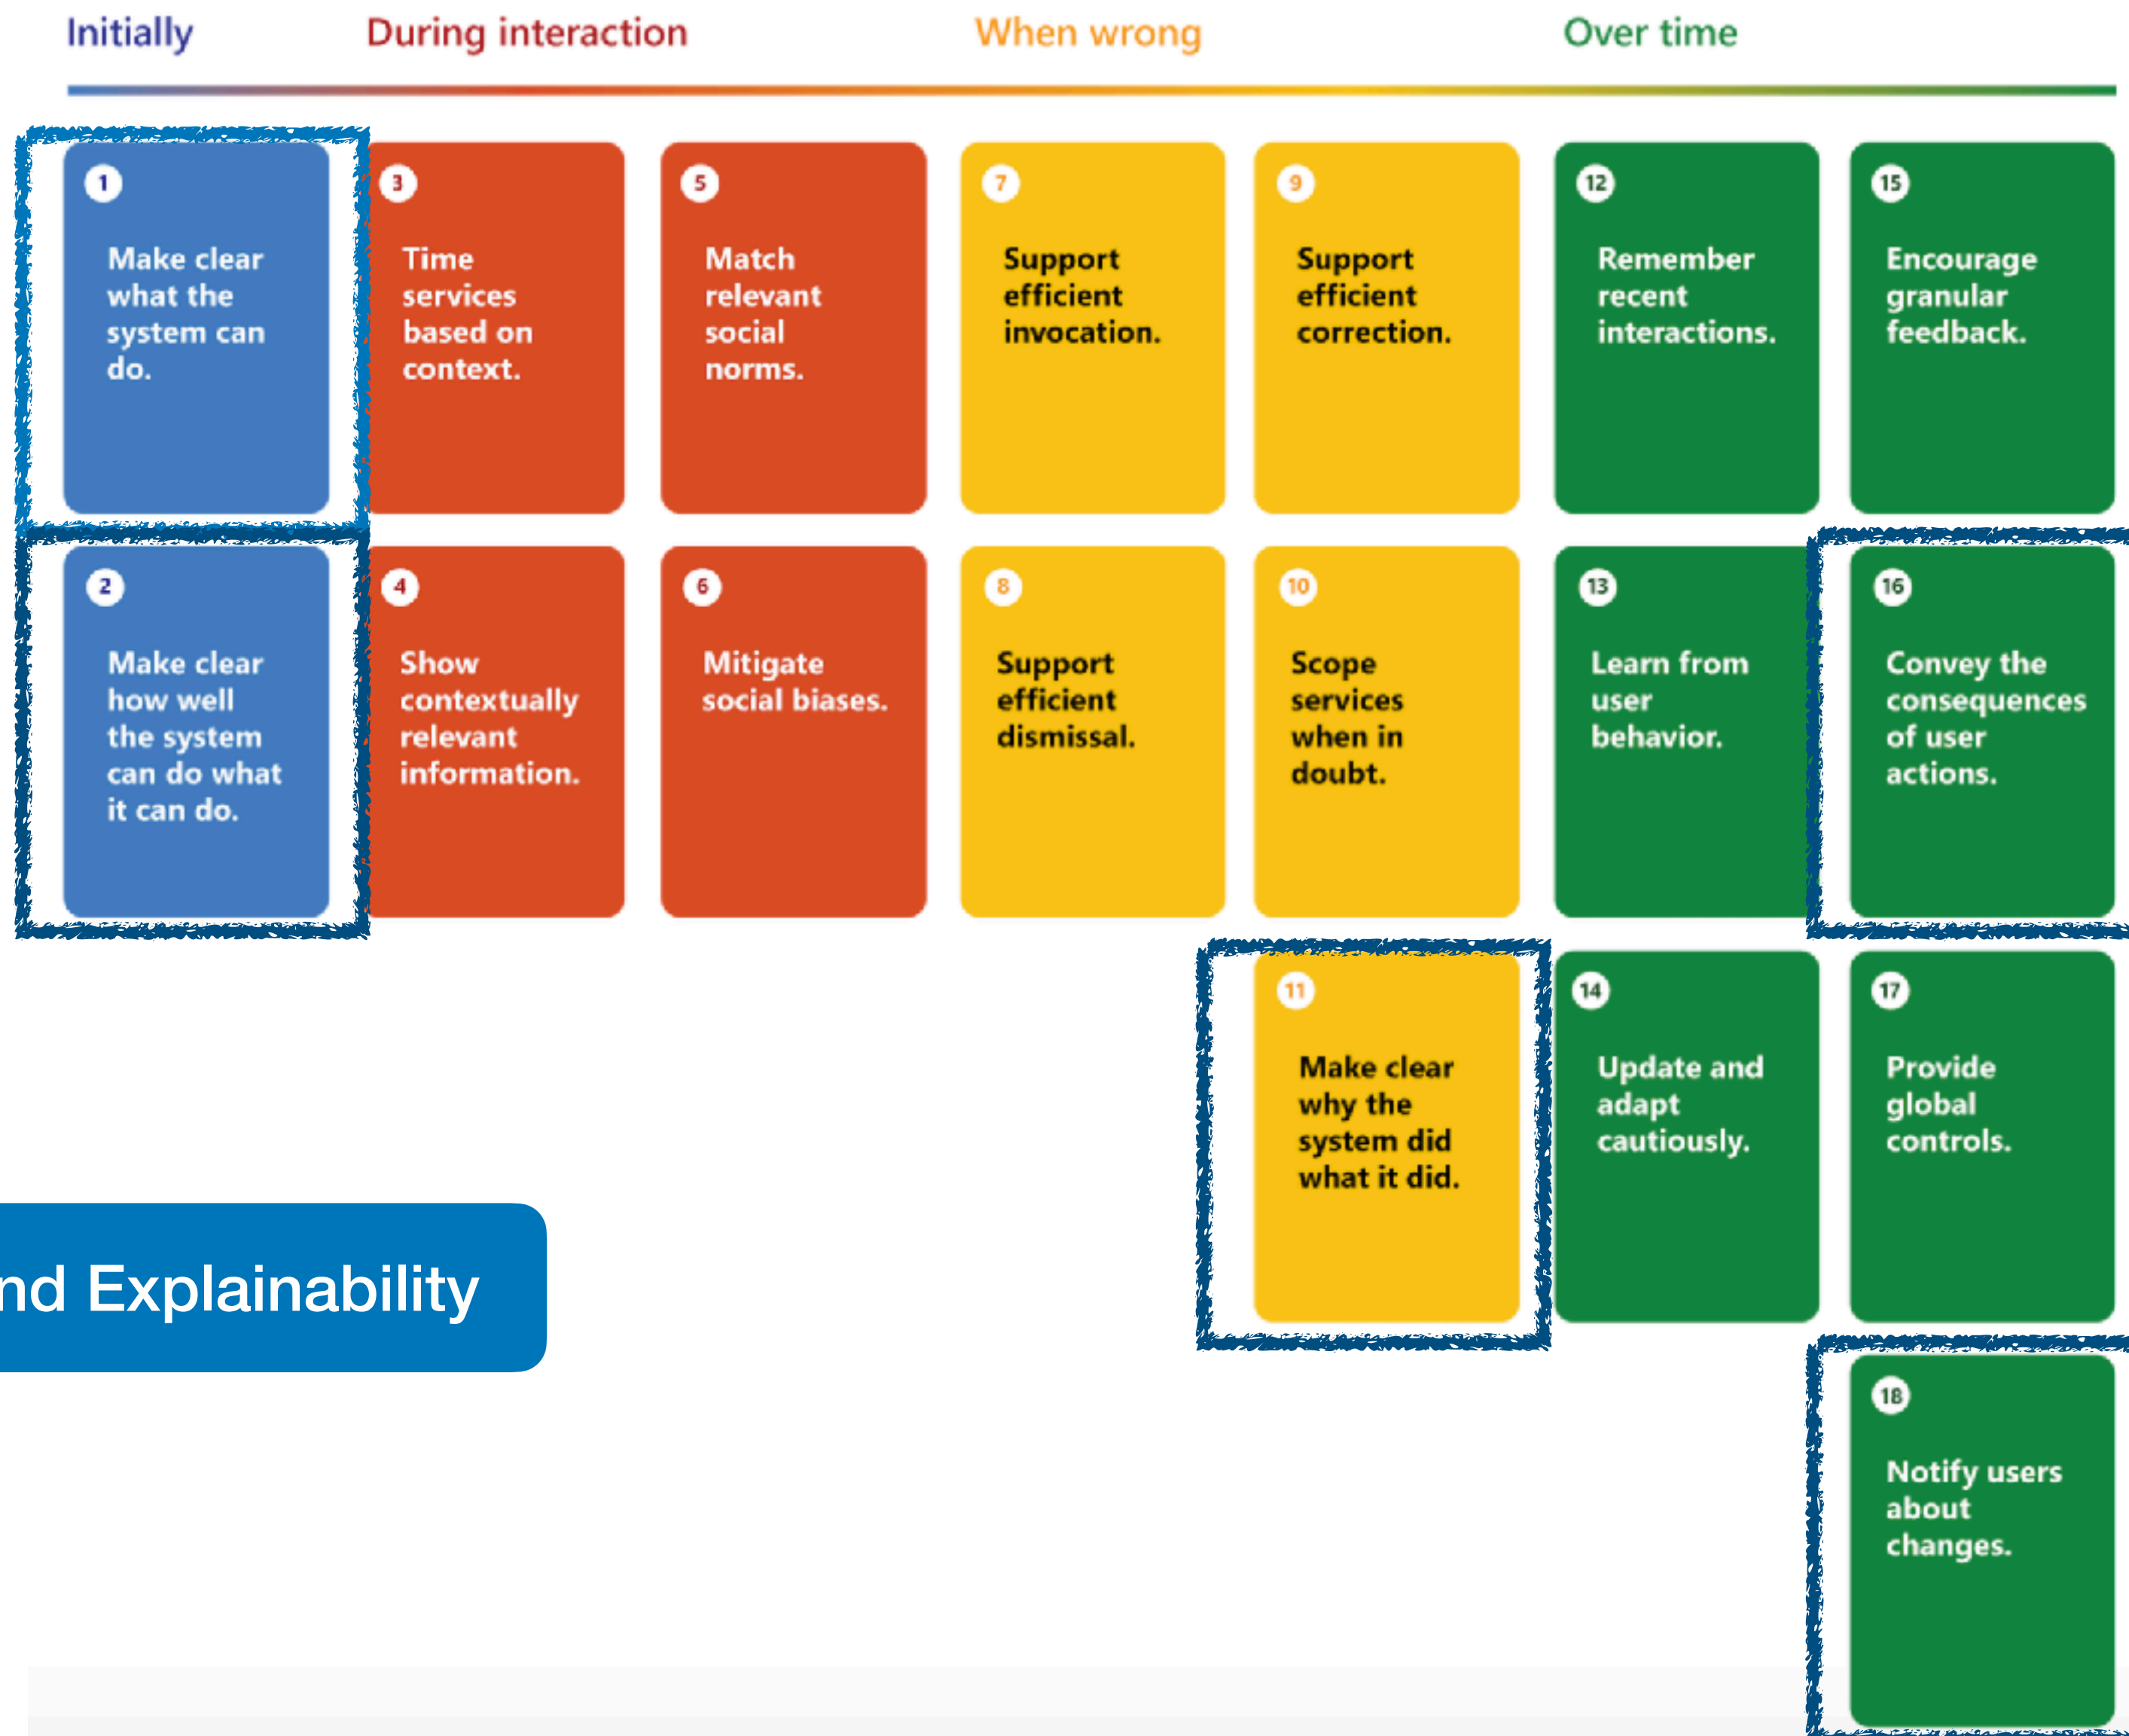 Initially
During interaction
When wrong
Over time
1
Make clear
what the
system can
do.
3
Time
services
based on
context.
5
Match
relevant
social
norms.
7
Support
efficient
invocation.
9
Support
efficient
correction.
12
Remember
recent
interactions.
15
Encourage
granular
feedback.
2
Make clear
how well
the system
can do what
it can do.
4
Show
contextually
relevant
information.
6
Mitigate
social biases.
8
Support
efficient
dismissal.
10
Scope
services
when in
doubt.
13
Learn from
user
behavior.
16
Convey the
consequences
of user
actions.
11
Make clear
why the
system did
what it did.
14
Update and
adapt
cautiously.
17
Provide
global
controls.
nd Explainability
18
Notify users
about
changes.